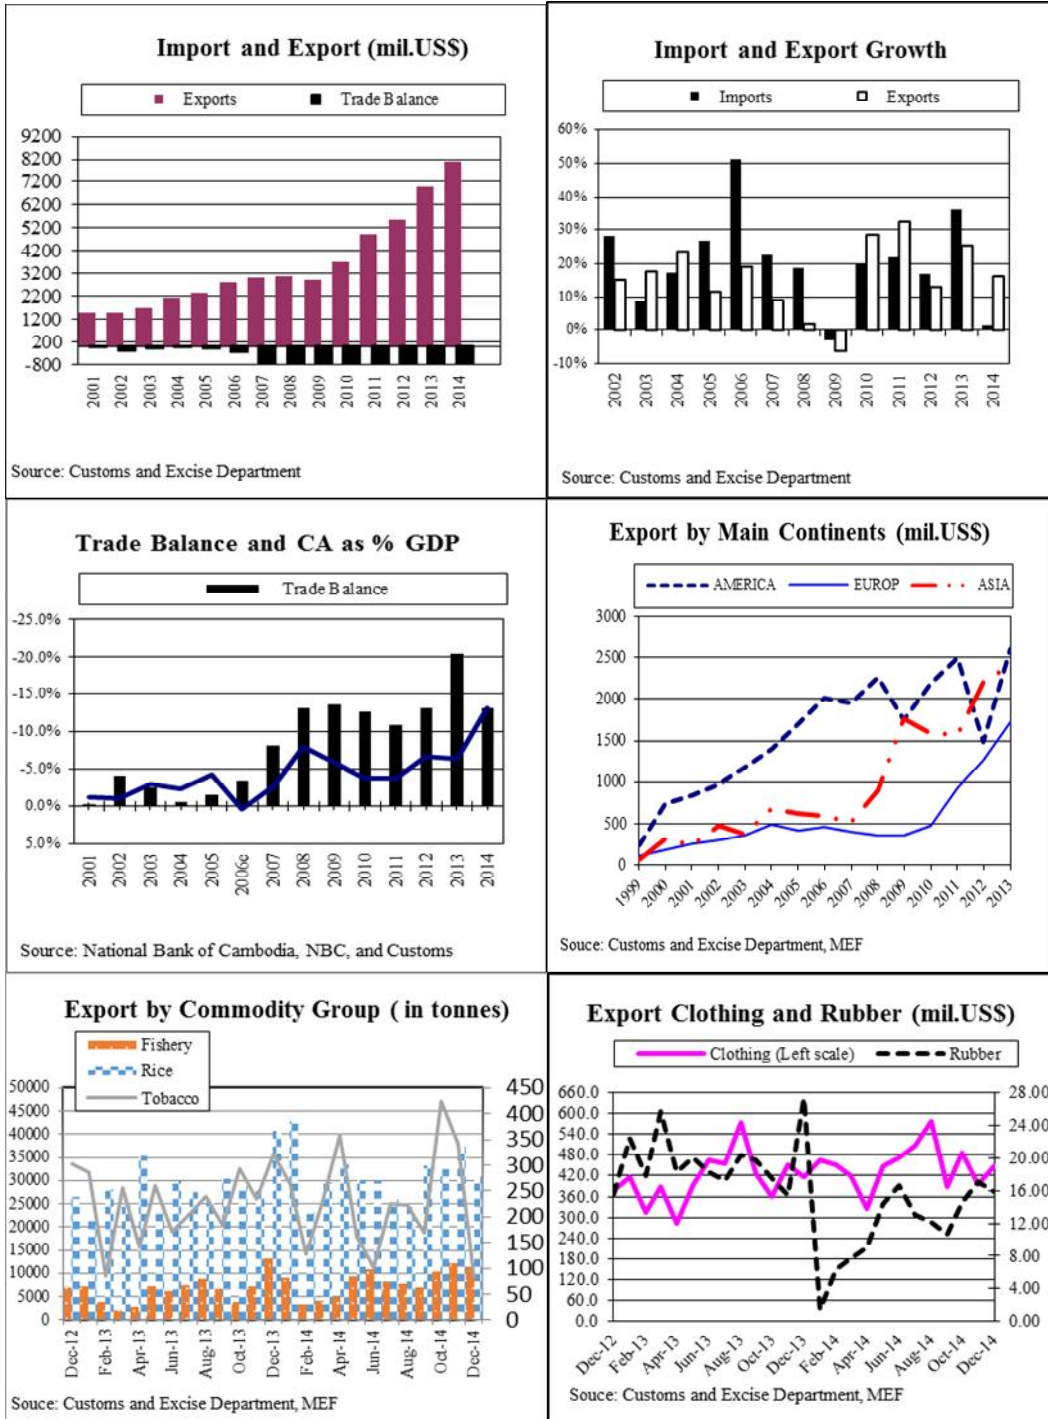 Import and Export (mil.US$)
Exports
Trade Balance
9200
8200
7200
6200
5200
4200
3200
2200
1200
200
-800
2001
2002
2003
2004
2005
2006
2007
2008
2009
2010
2011
2012
2013
2014
Source: Customs and Excise Department
Import and Export Growth
Imports
Exports
60%
50%
40%
30%
20%
10%
0%
-10%
2002
2003
2004
2005
2006
2007
2008
2009
2010
2011
2012
2013
2014
Source: Customs and Excise Department
Trade Balance and CA as % GDP
Trade Balance
-25.0%
-20.0%
-15.0%
-10.0%
-5.0%
0.0%
5.0%
2001
2002
2003
2004
2005
2006e
2007
2008
2009
2010
2011
2012
2013
2014
Source: National Bank of Cambodia, NBC, and Customs
Export by Main Continents (mil.US$)
AMERICA
EUROP
ASIA
3000
2500
2000
1500
1000
500
0
1999
2000
2001
2002
2003
2004
2005
2006
2007
2008
2009
2010
2011
2012
2013
Souce: Customs and Excise Department, MEF
Export by Commodity Group ( in tonnes)
Fishery
Rice
Tobacco
50000
45000
40000
35000
30000
25000
20000
15000
10000
5000
0
450
400
350
300
250
200
150
100
50
0
Dec-12
Feb-13
Apr-13
Jun-13
Aug-13
Oct-13
Dec-13
Feb-14
Apr-14
Jun-14
Aug-14
Oct-14
Dec-14
Souce: Customs and Excise Department, MEF
Export Clothing and Rubber (mil.US$)
Clothing (Left scale)
Rubber
660.0
600.0
540.0
480.0
420.0
360.0
300.0
240.0
180.0
120.0
60.0
0.0
28.00
24.00
20.00
16.00
12.00
8.00
4.00
0.00
Dec-12
Feb-13
Apr-13
Jun-13
Aug-13
Oct-13
Dec-13
Feb-14
Apr-14
Jun-14
Aug-14
Oct-14
Dec-14
Souce: Customs and Excise Department, MEF